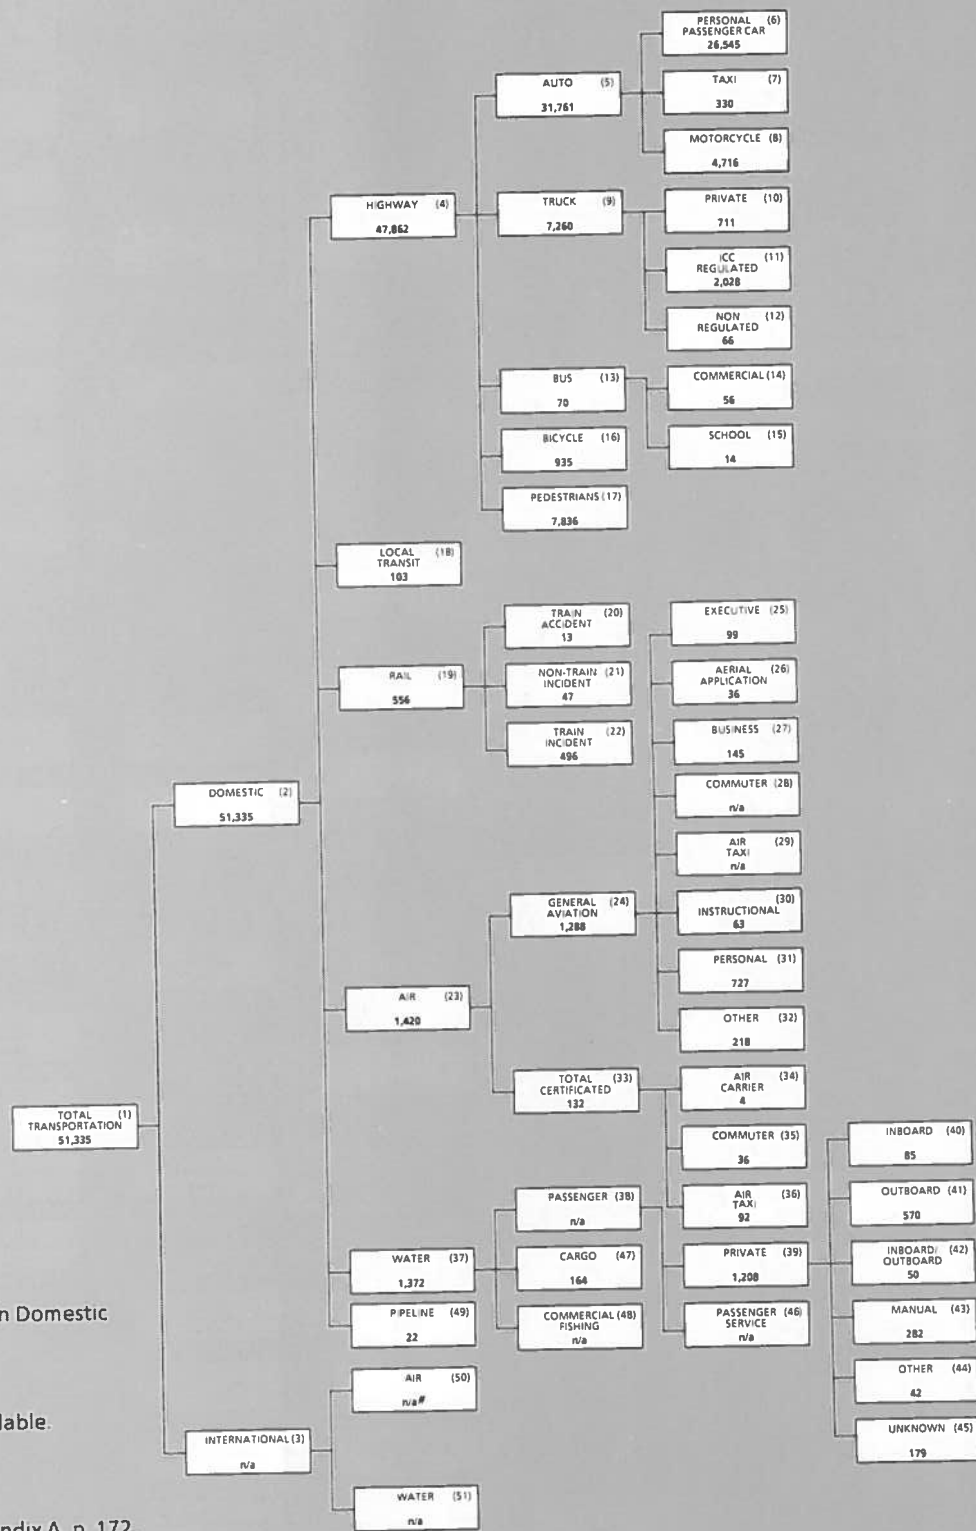 PERSONAL (6)
PASSENGER CAR
26,545
AUTO (5)
31,761
TAXI (7)
330
MOTORCYCLE (8)
4,716
HIGHWAY (4)
47,862
TRUCK (9)
7,260
PRIVATE (10)
711
ICC (11)
REGULATED
2,028
NON (12)
REGULATED
66
BUS (13)
70
COMMERCIAL (14)
56
BICYCLE (16)
935
SCHOOL (15)
14
PEDESTRIANS (17)
7,836
LOCAL (18)
TRANSIT
103
TRAIN (20)
ACCIDENT
13
RAIL (19)
556
NON-TRAIN (21)
INCIDENT
47
TRAIN (22)
INCIDENT
496
EXECUTIVE (25)
99
AERIAL (26)
APPLICATION
36
BUSINESS (27)
145
DOMESTIC (2)
51,335
COMMUTER (28)
n/a
AIR (29)
TAXI
n/a
GENERAL (24)
AVIATION
1,288
(30)
INSTRUCTIONAL
63
PERSONAL (31)
727
AIR (23)
1,420
OTHER (32)
218
TOTAL (33)
CERTIFICATED
132
AIR (34)
CARRIER
4
TOTAL (1)
TRANSPORTATION
51,335
COMMUTER (35)
36
INBOARD (40)
85
PASSENGER (38)
n/a
AIR (36)
TAXI
92
OUTBOARD (41)
570
WATER (37)
1,372
CARGO (47)
164
PRIVATE (39)
1,208
INBOARD/ (42)
OUTBOARD
50
PIPELINE (49)
22
COMMERCIAL (48)
FISHING
n/a
PASSENGER (46)
SERVICE
n/a
MANUAL (43)
282
n Domestic
AIR (50)
n/a#
OTHER (44)
42
lable.
INTERNATIONAL (3)
n/a
UNKNOWN (45)
179
WATER (51)
n/a
ndix A, p. 172